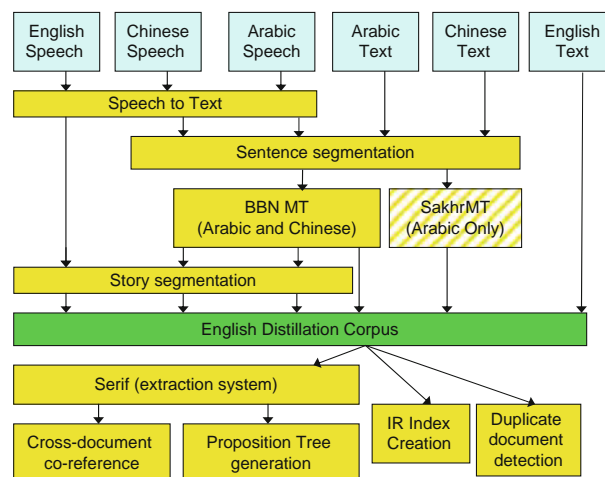 English
Speech
Chinese
Speech
Arabic
Speech
Arabic
Text
Chinese
Text
English
Text
Speech to Text
Sentence segmentation
BBN MT
(Arabic and Chinese)
SakhrMT
(Arabic Only)
Story segmentation
English Distillation Corpus
Serif (extraction system)
IR Index
Creation
Duplicate
document
detection
Cross-document
co-reference
Proposition Tree
generation